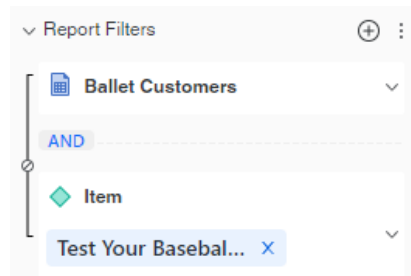 Report Filters
Ballet Customers
AND
Item
Test Your Basebal...